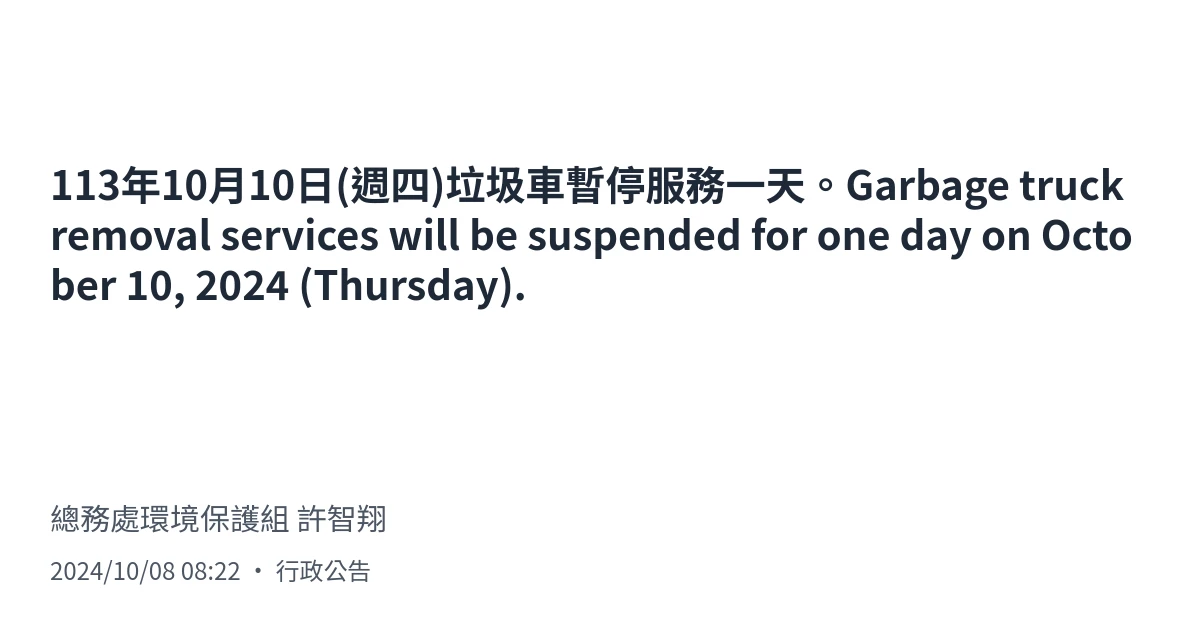 113年10月10日(週四)垃圾車暫停服務一天。Garbage truck
removal services will be suspended for one day on Octo
ber 10, 2024 (Thursday).
總務處環境保護組 許智翔
2024/10/08 08:22 • 行政公告